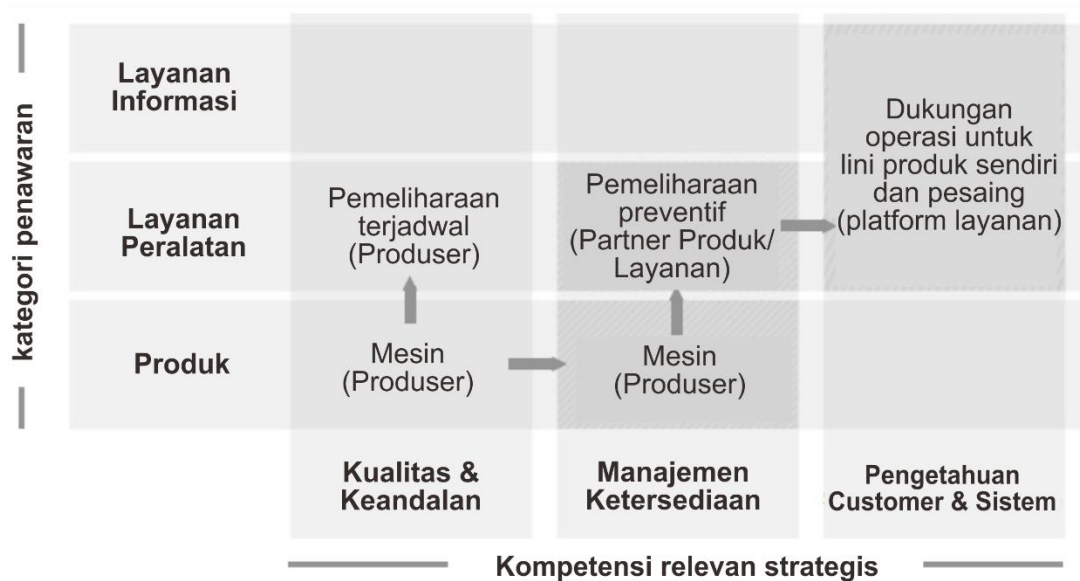 kategori penawaran
Layanan
Informasi
Dukungan
operasi untuk
lini produk sendiri
dan pesaing
(platform layanan)
Layanan
Peralatan
Pemeliharaan
terjadwal
(Produser)
Pemeliharaan
preventif
(Partner Produk/
Layanan)
Produk
Mesin
(Produser)
Mesin
(Produser)
Kualitas &
Keandalan
Manajemen
Ketersediaan
Pengetahuan
Customer & Sistem
Kompetensi relevan strategis